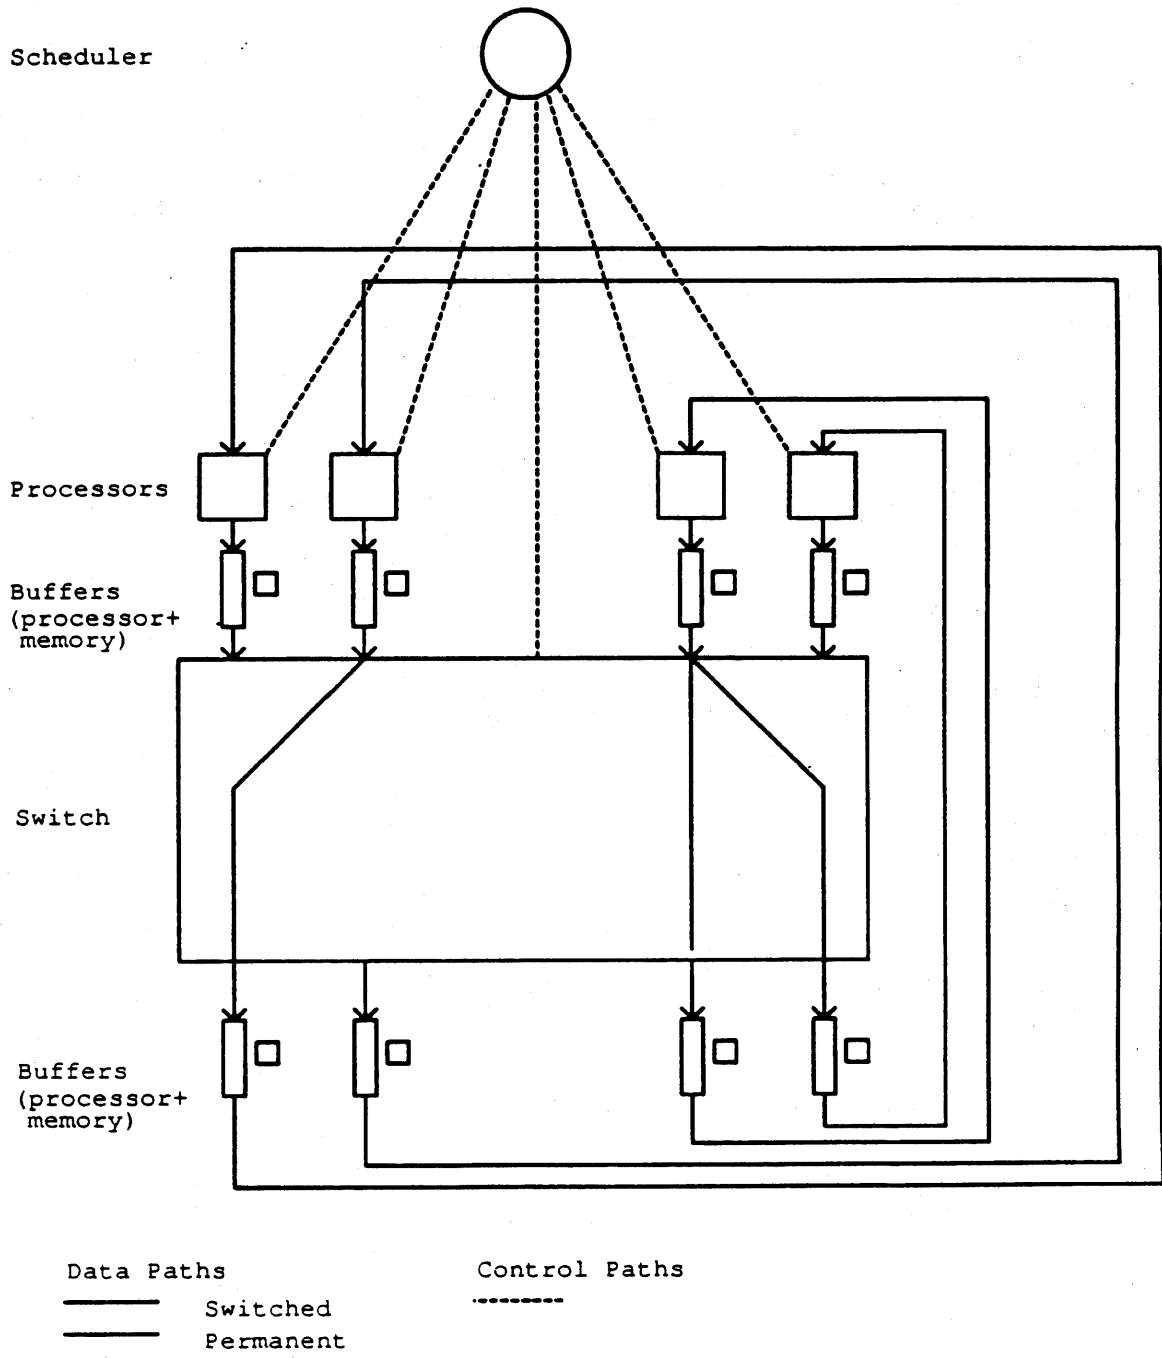 Scheduler
Processors
Buffers
(processor+
memory)
Switch
Buffers
(processor+
memory)
Data Paths
Control Paths
Switched
Permanent